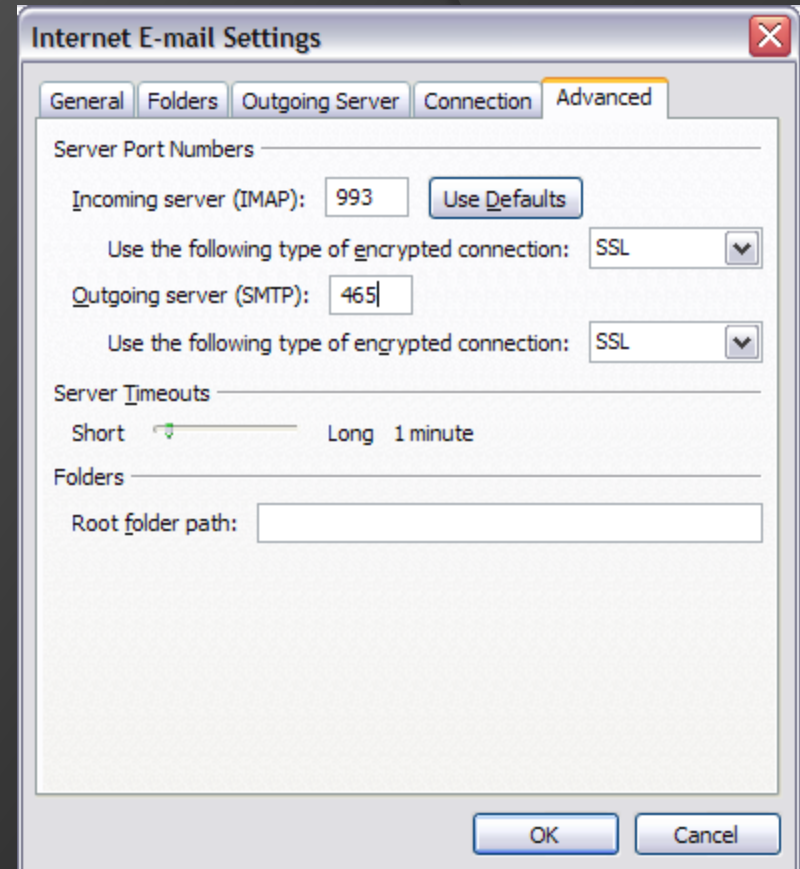 Internet E-mail Settings
General Folders Outgoing Server Connection Advanced
Server Port Numbers
Incoming server (IMAP): 993 Use Defaults
Use the following type of encrypted connection: SSL
Outgoing server (SMTP): 465
Use the following type of encrypted connection: SSL
Server Timeouts
Short Long 1 minute
Folders
Root folder path:
OK Cancel